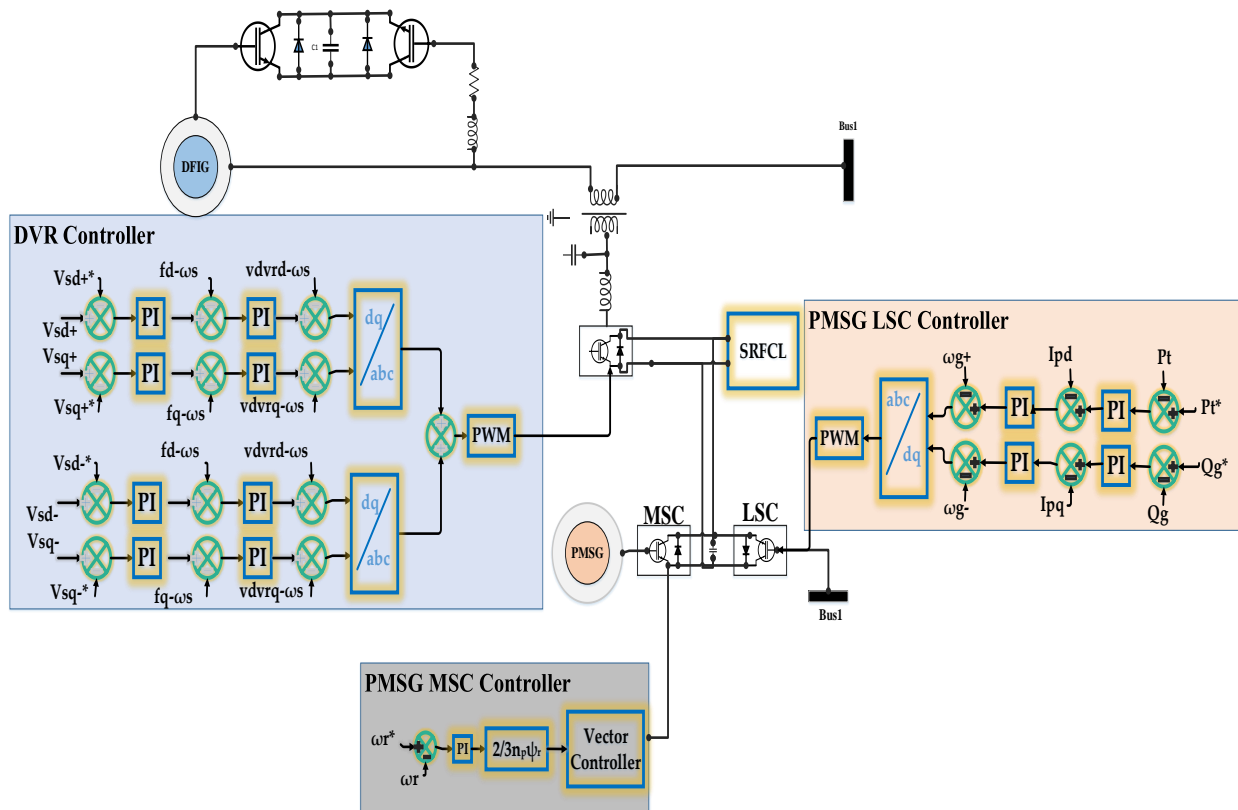 C1
DFIG
Bus1
DVR Controller
Vsd+*
fd-ωs
vdvrd-ωs
PI
PI
dq
abc
Vsd+
Vsq+
PI
PI
Vsq+*
fq-ωs
vdvrq-ωs
PWM
Vsd-*
fd-ωs
vdvrd-ωs
PI
PI
dq
abc
Vsd-
Vsq-
PI
PI
Vsq-*
fq-ωs
vdvrq-ωs
SRFCL
PMSG LSC Controller
ωg+
Ipd
Pt
PI
PI
Pt*
abc
dq
PWM
PI
PI
Qg*
ωg-
Ipq
Qg
MSC
LSC
PMSG
Bus1
PMSG MSC Controller
ωr*
PI
2/3npψr
Vector
Controller
ωr